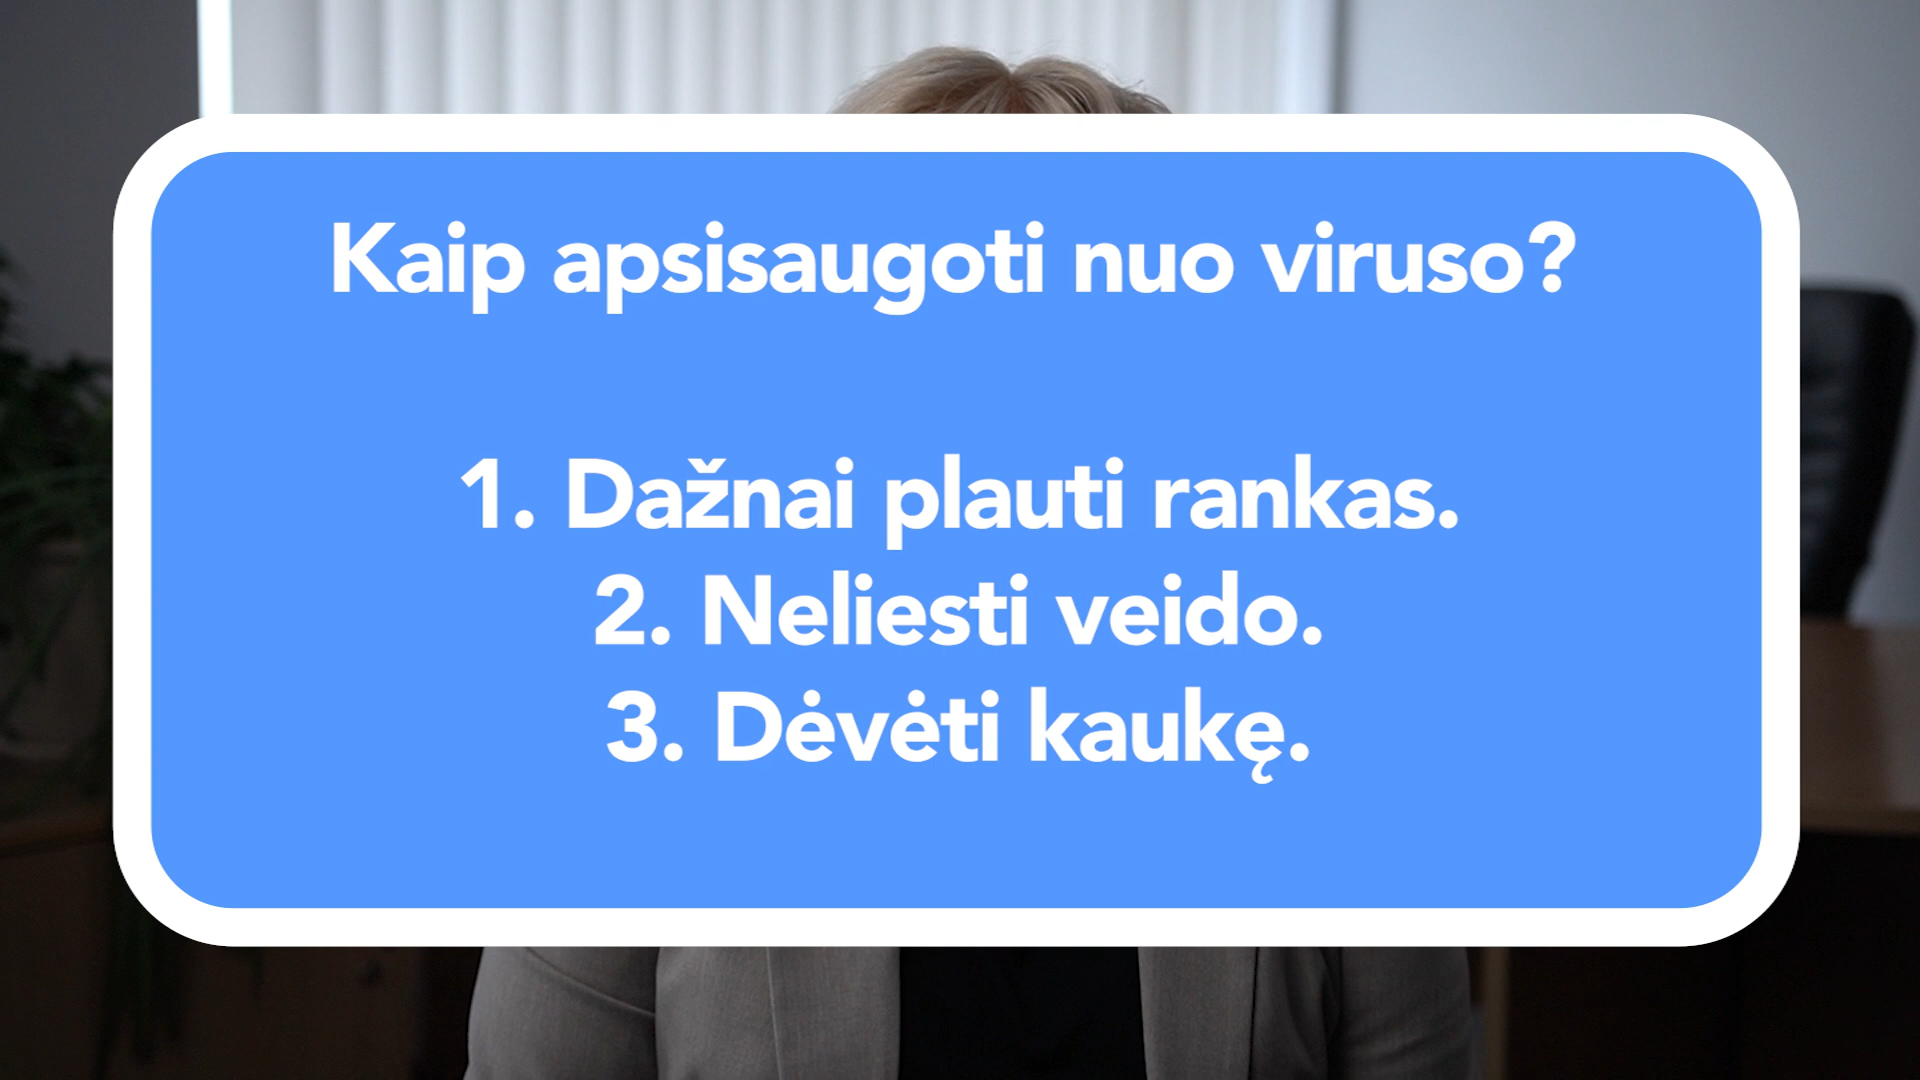 Kaip apsisaugoti nuo viruso?
1. Dažnai plauti rankas.
2. Neliesti veido.
3. Dėvėti kaukę.